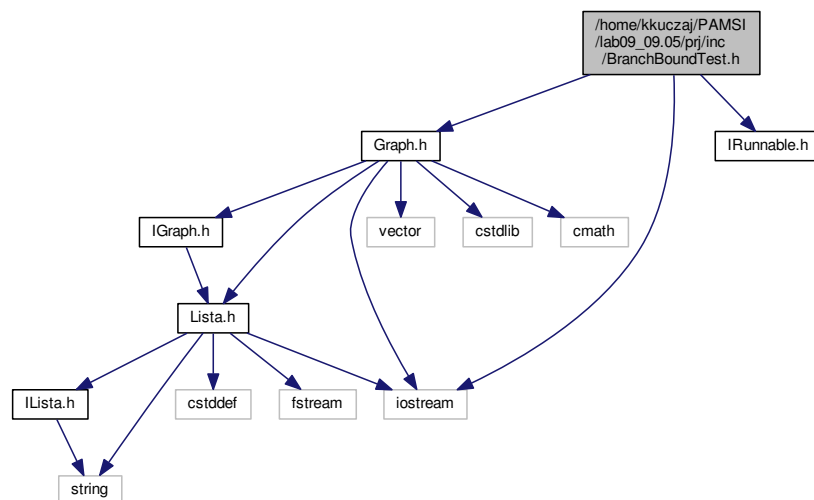 /home/kkuczaj/PAMSI
/lab09_09.05/prj/inc
/BranchBoundTest.h
Graph.h
IRunnable.h
IGraph.h
vector
cstdlib
cmath
Lista.h
ILista.h
cstddef
fstream
iostream
string